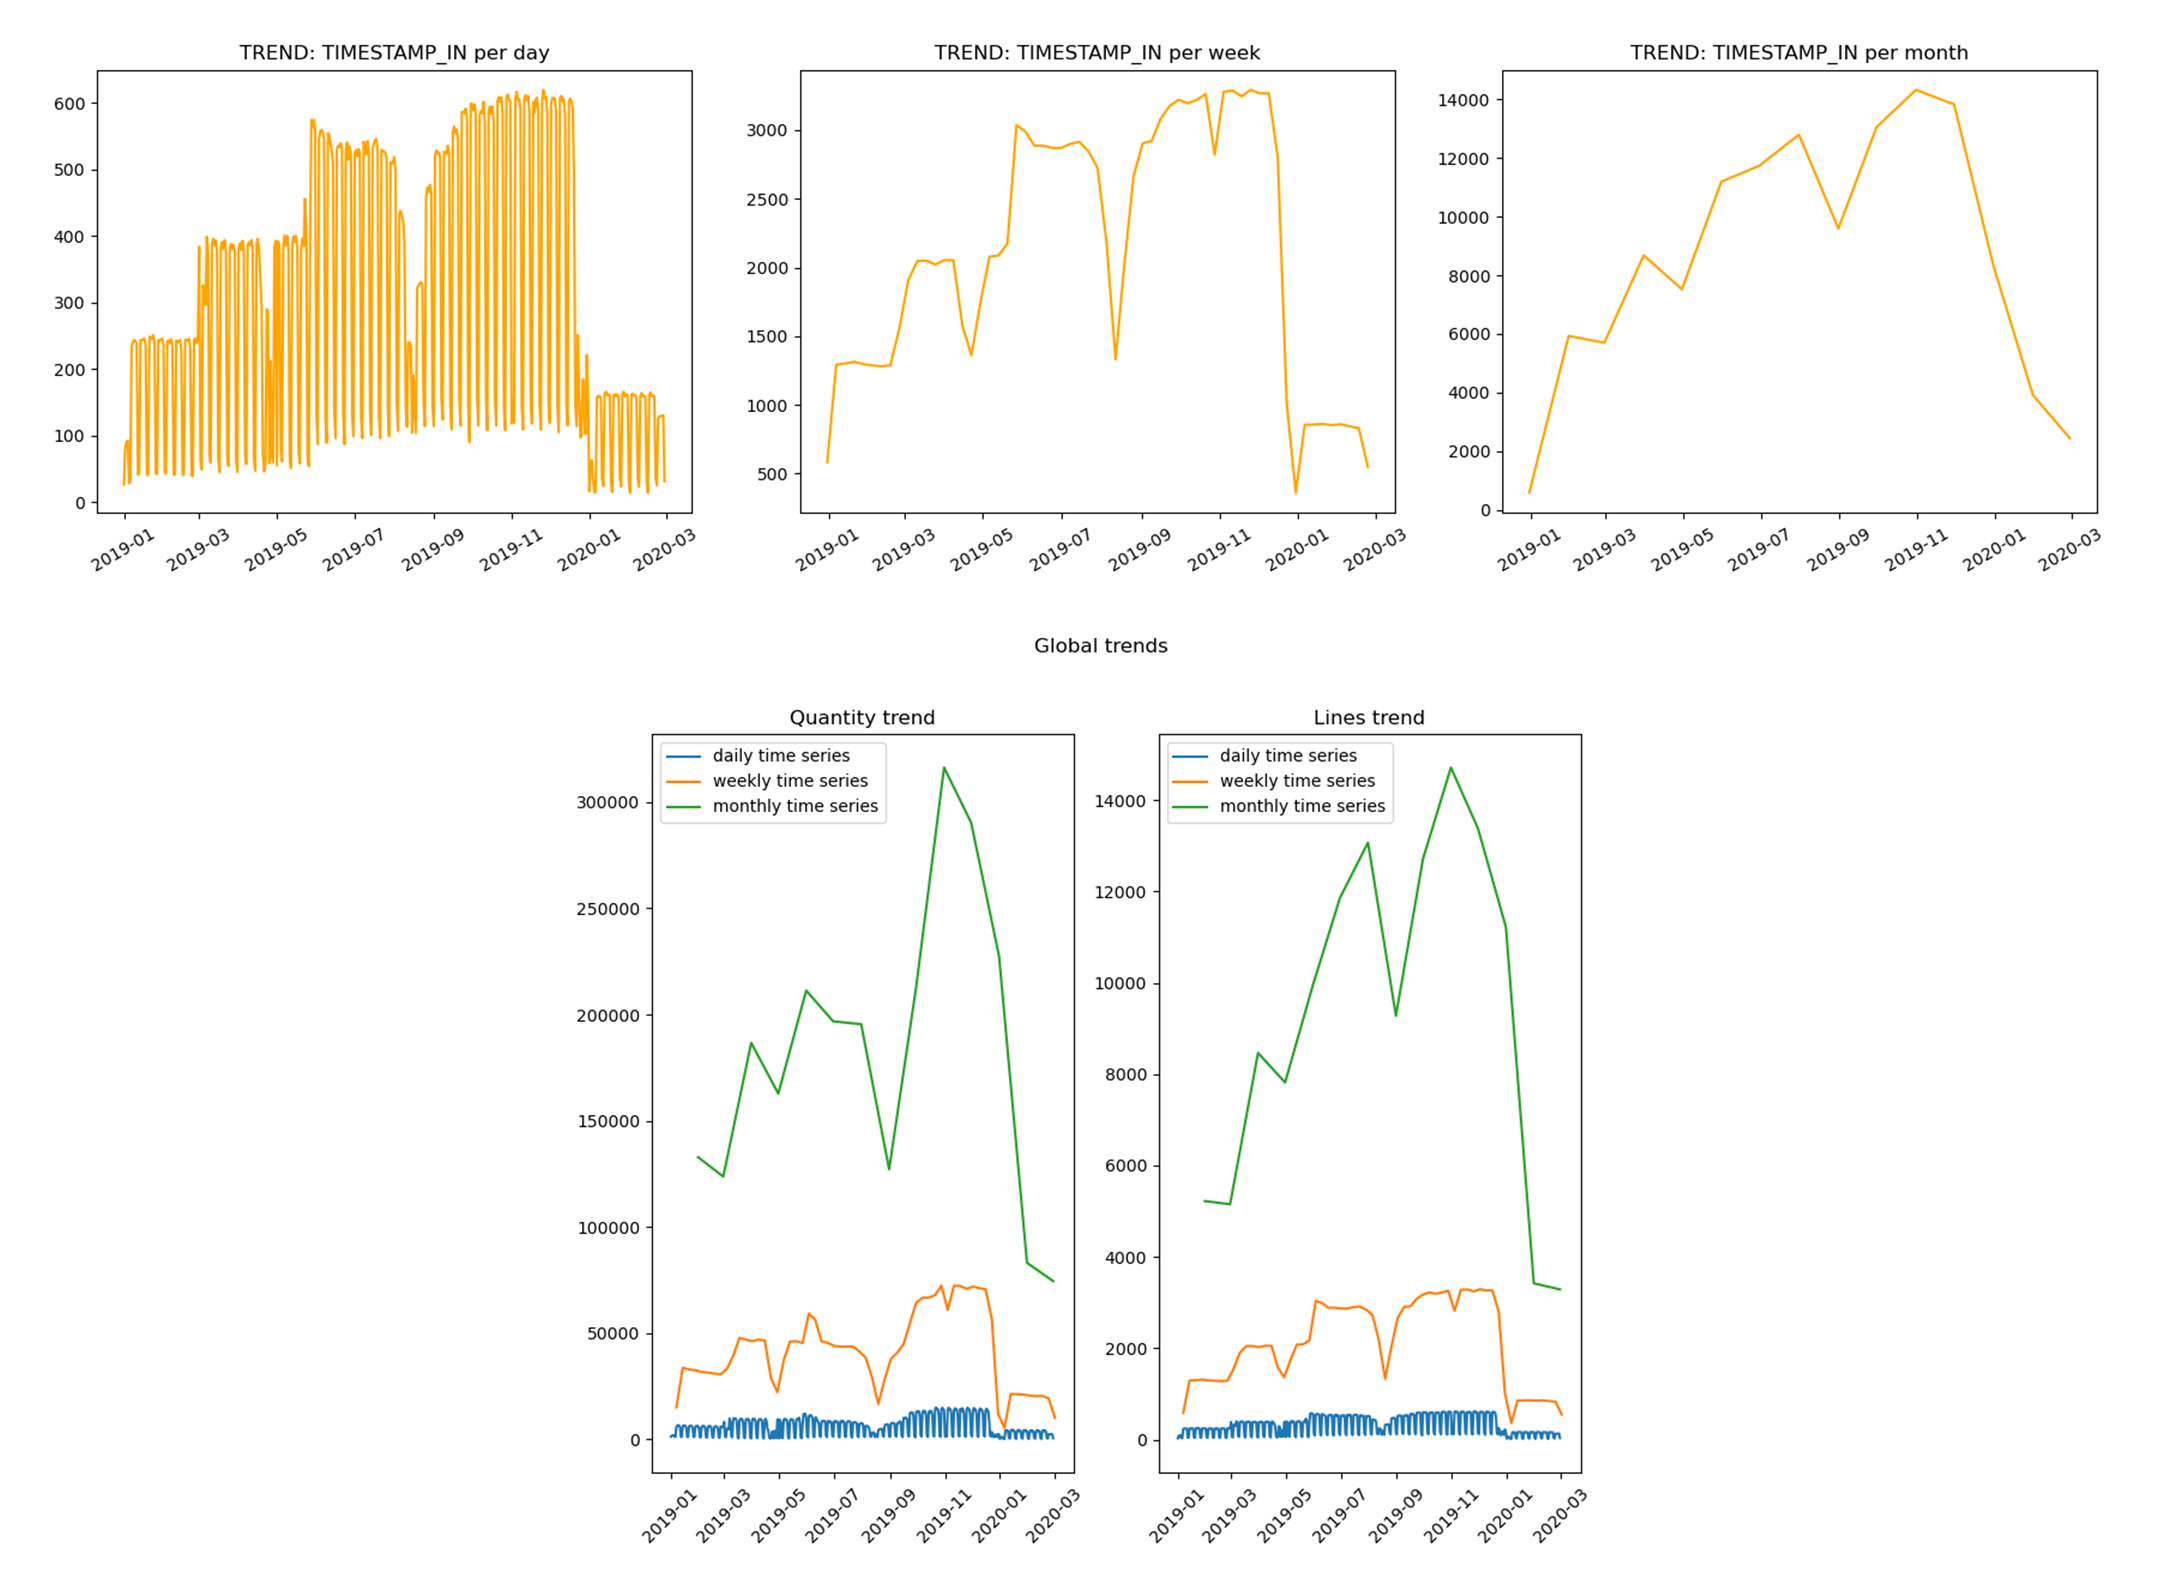 TREND: TIMESTAMP_IN per day
600
500
400
300
200
100
0
2019-01 2019-03 2019-05 2019-07 2019-09 2019-11 2020-01 2020-03
TREND: TIMESTAMP_IN per week
3000
2500
2000
1500
1000
500
2019-01 2019-03 2019-05 2019-07 2019-09 2019-11 2020-01 2020-03
TREND: TIMESTAMP_IN per month
14000
12000
10000
8000
6000
4000
2000
0
2019-01 2019-03 2019-05 2019-07 2019-09 2019-11 2020-01 2020-03
Global trends
Quantity trend
daily time series
weekly time series
monthly time series
300000
250000
200000
150000
100000
50000
0
2019-01 2019-03 2019-05 2019-07 2019-09 2019-11 2020-01 2020-03
Lines trend
daily time series
weekly time series
monthly time series
14000
12000
10000
8000
6000
4000
2000
0
2019-01 2019-03 2019-05 2019-07 2019-09 2019-11 2020-01 2020-03